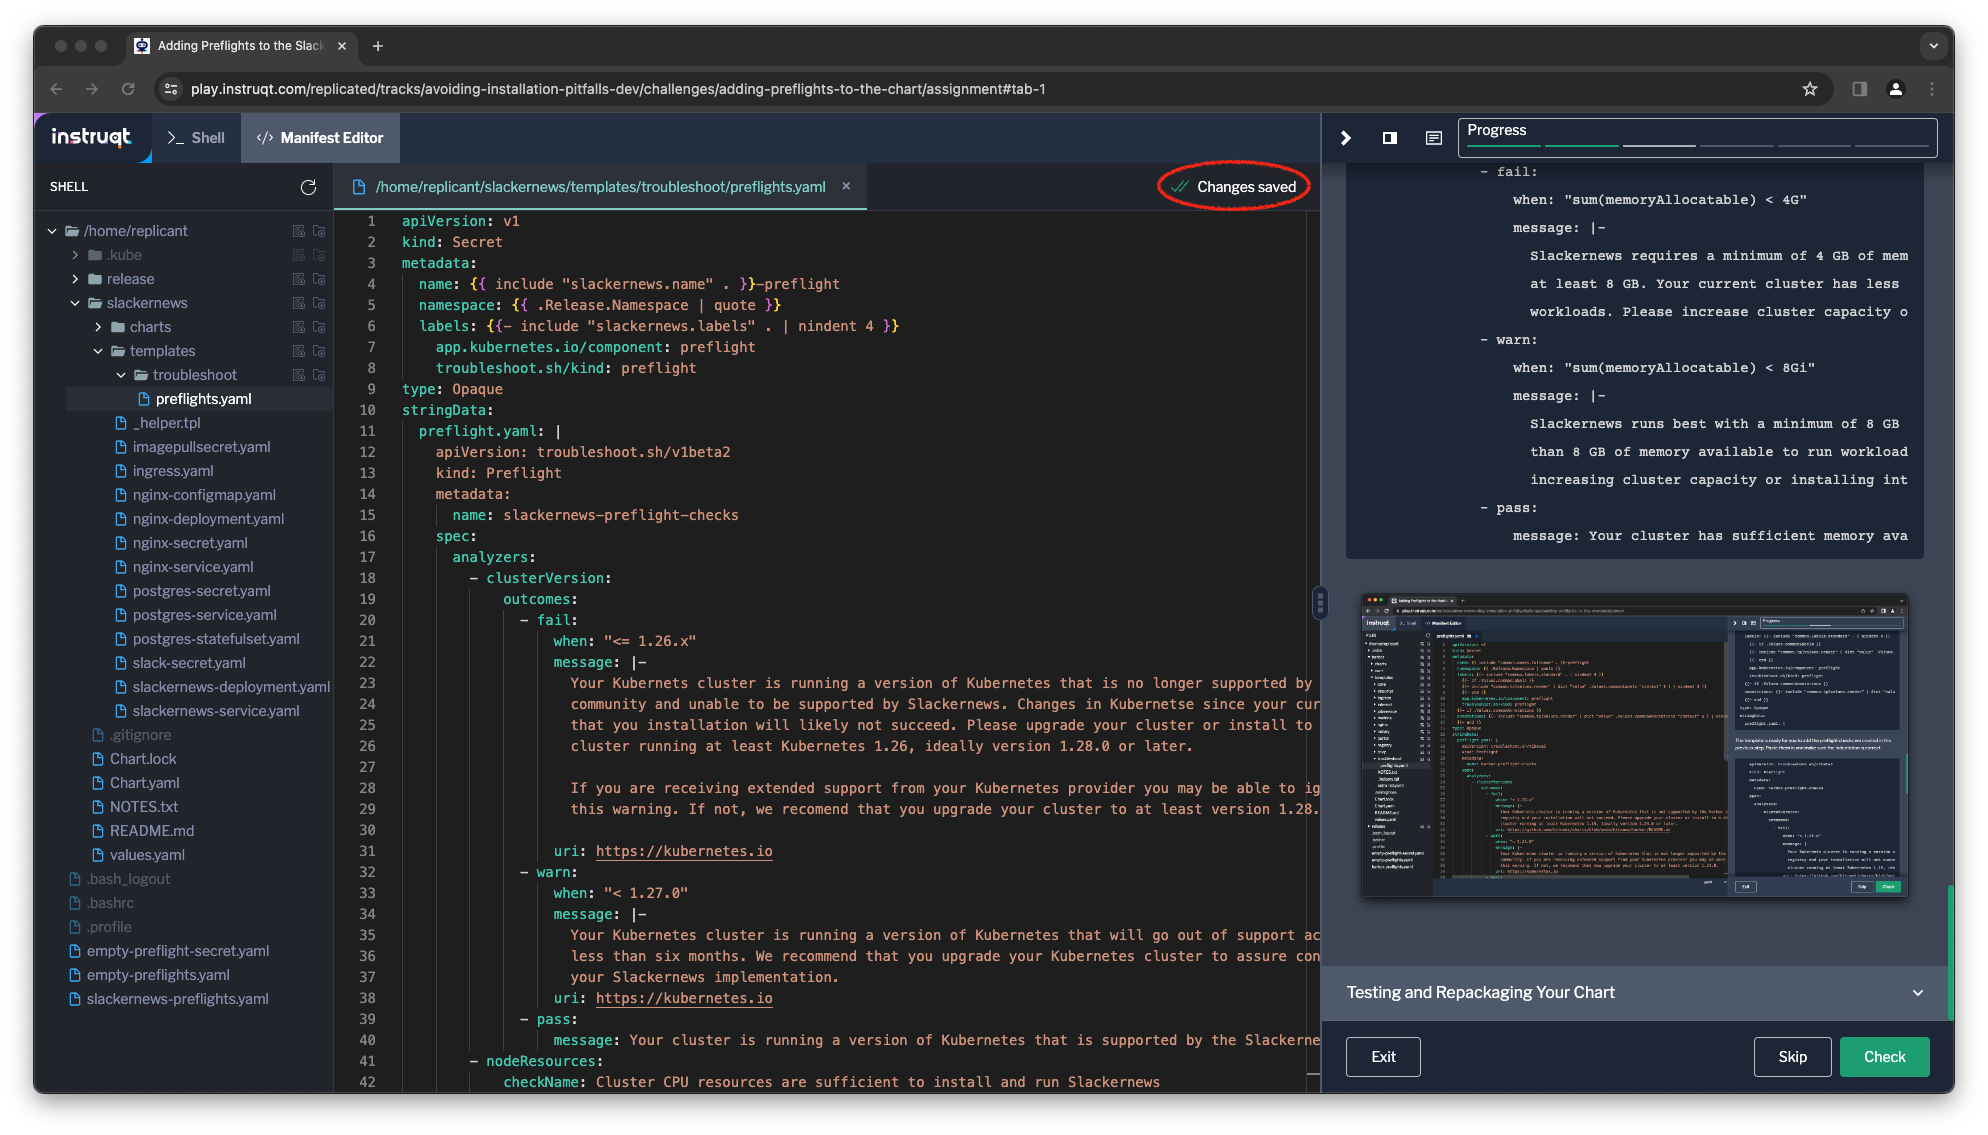 Adding Preflights to the Slack
play.instruqt.com/replicated/tracks/avoiding-installation-pitfalls-dev/challenges/adding-preflights-to-the-chart/assignment#tab-1
instruqt
>_ Shell
</> Manifest Editor
SHELL
/home/replicant
.kube
release
slackernews
charts
templates
troubleshoot
preflights.yaml
_helper.tpl
imagepullsecret.yaml
ingress.yaml
nginx-configmap.yaml
nginx-deployment.yaml
nginx-secret.yaml
nginx-service.yaml
postgres-secret.yaml
postgres-service.yaml
postgres-statefulset.yaml
slack-secret.yaml
slackernews-deployment.yaml
slackernews-service.yaml
.gitignore
Chart.lock
Chart.yaml
NOTES.txt
README.md
values.yaml
.bash_logout
.bashrc
.profile
empty-preflight-secret.yaml
empty-preflights.yaml
slackernews-preflights.yaml
/home/replicant/slackernews/templates/troubleshoot/preflights.yaml
Changes saved
1 apiVersion: v1
2 kind: Secret
3 metadata:
4 name: {{ include "slackernews.name" . }}-preflight
5 namespace: {{ .Release.Namespace | quote }}
6 labels: {{- include "slackernews.labels" . | nindent 4 }}
7 app.kubernetes.io/component: preflight
8 troubleshoot.sh/kind: preflight
9 type: Opaque
10 stringData:
11 preflight.yaml: |
12 apiVersion: troubleshoot.sh/v1beta2
13 kind: Preflight
14 metadata:
15 name: slackernews-preflight-checks
16 spec:
17 analyzers:
18 - clusterVersion:
19 outcomes:
20 - fail:
21 when: "<= 1.26.x"
22 message: |-
23 Your Kubernets cluster is running a version of Kubernetes that is no longer supported by
24 community and unable to be supported by Slackernews. Changes in Kubernetse since your cur
25 that you installation will likely not succeed. Please upgrade your cluster or install to
26 cluster running at least Kubernetes 1.26, ideally version 1.28.0 or later.
27
28 If you are receiving extended support from your Kubernetes provider you may be able to ig
29 this warning. If not, we recomend that you upgrade your cluster to at least version 1.28.
30
31 uri: https://kubernetes.io
32 - warn:
33 when: "< 1.27.0"
34 message: |-
35 Your Kubernetes cluster is running a version of Kubernetes that will go out of support ac
36 less than six months. We recommend that you upgrade your Kubernetes cluster to assure con
37 your Slackernews implementation.
38 uri: https://kubernetes.io
39 - pass:
40 message: Your cluster is running a version of Kubernetes that is supported by the Slackerne
41 - nodeResources:
42 checkName: Cluster CPU resources are sufficient to install and run Slackernews
Progress
- fail:
when: "sum(memoryAllocatable) < 4G"
message: |-
Slackernews requires a minimum of 4 GB of mem
at least 8 GB. Your current cluster has less
workloads. Please increase cluster capacity o
- warn:
when: "sum(memoryAllocatable) < 8Gi"
message: |-
Slackernews runs best with a minimum of 8 GB
than 8 GB of memory available to run workload
increasing cluster capacity or installing int
- pass:
message: Your cluster has sufficient memory ava
Testing and Repackaging Your Chart
Exit
Skip
Check